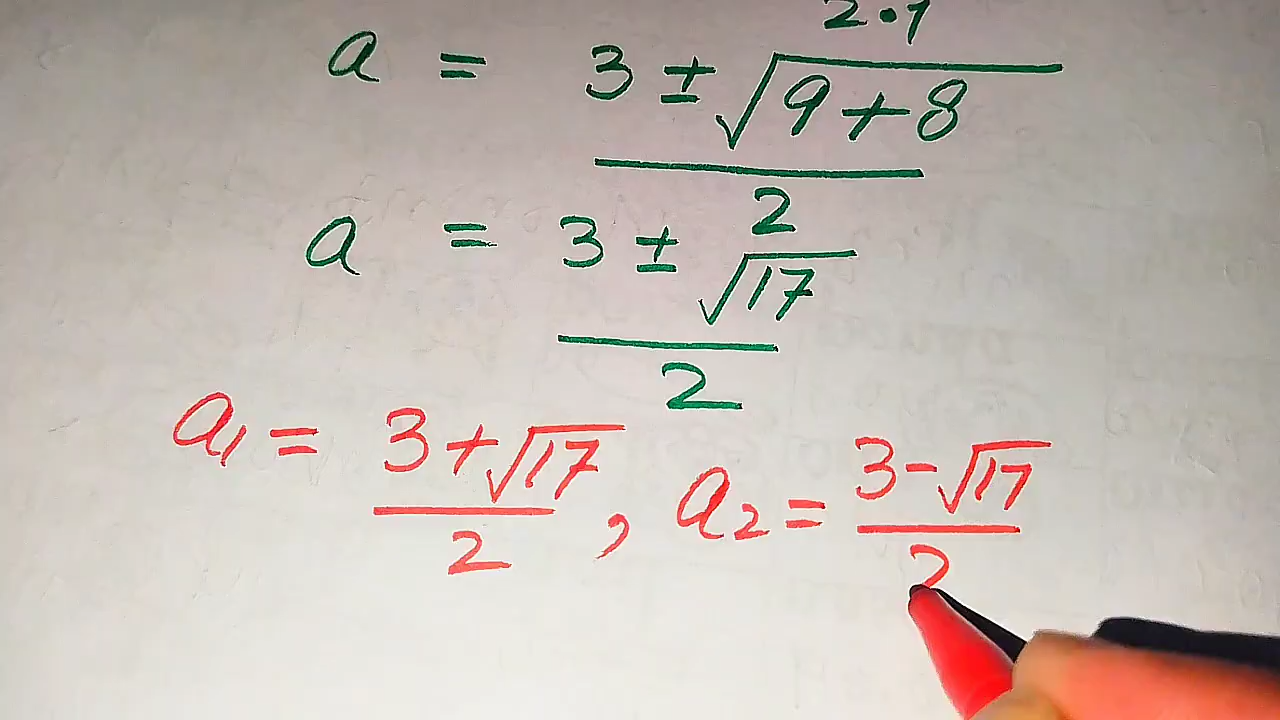 2·1
a = 3 ± √9+8 / 2
a = 3 ± √17 / 2
a₁ = 3+√17 / 2 , a₂ = 3-√17 / 2